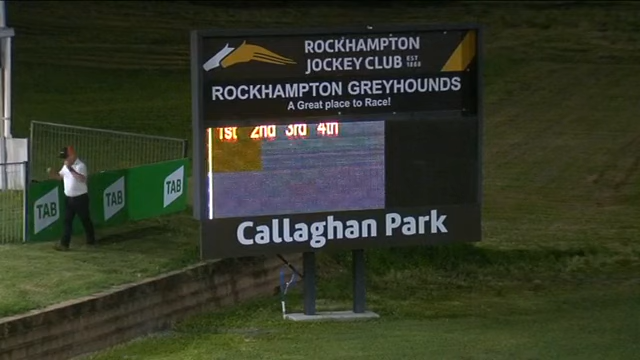 ROCKHAMPTON
JOCKEY CLUB EST 1868
ROCKHAMPTON GREYHOUNDS
A Great place to Race!
1st 2nd 3rd 4th
Callaghan Park
TAB
TAB
TAB